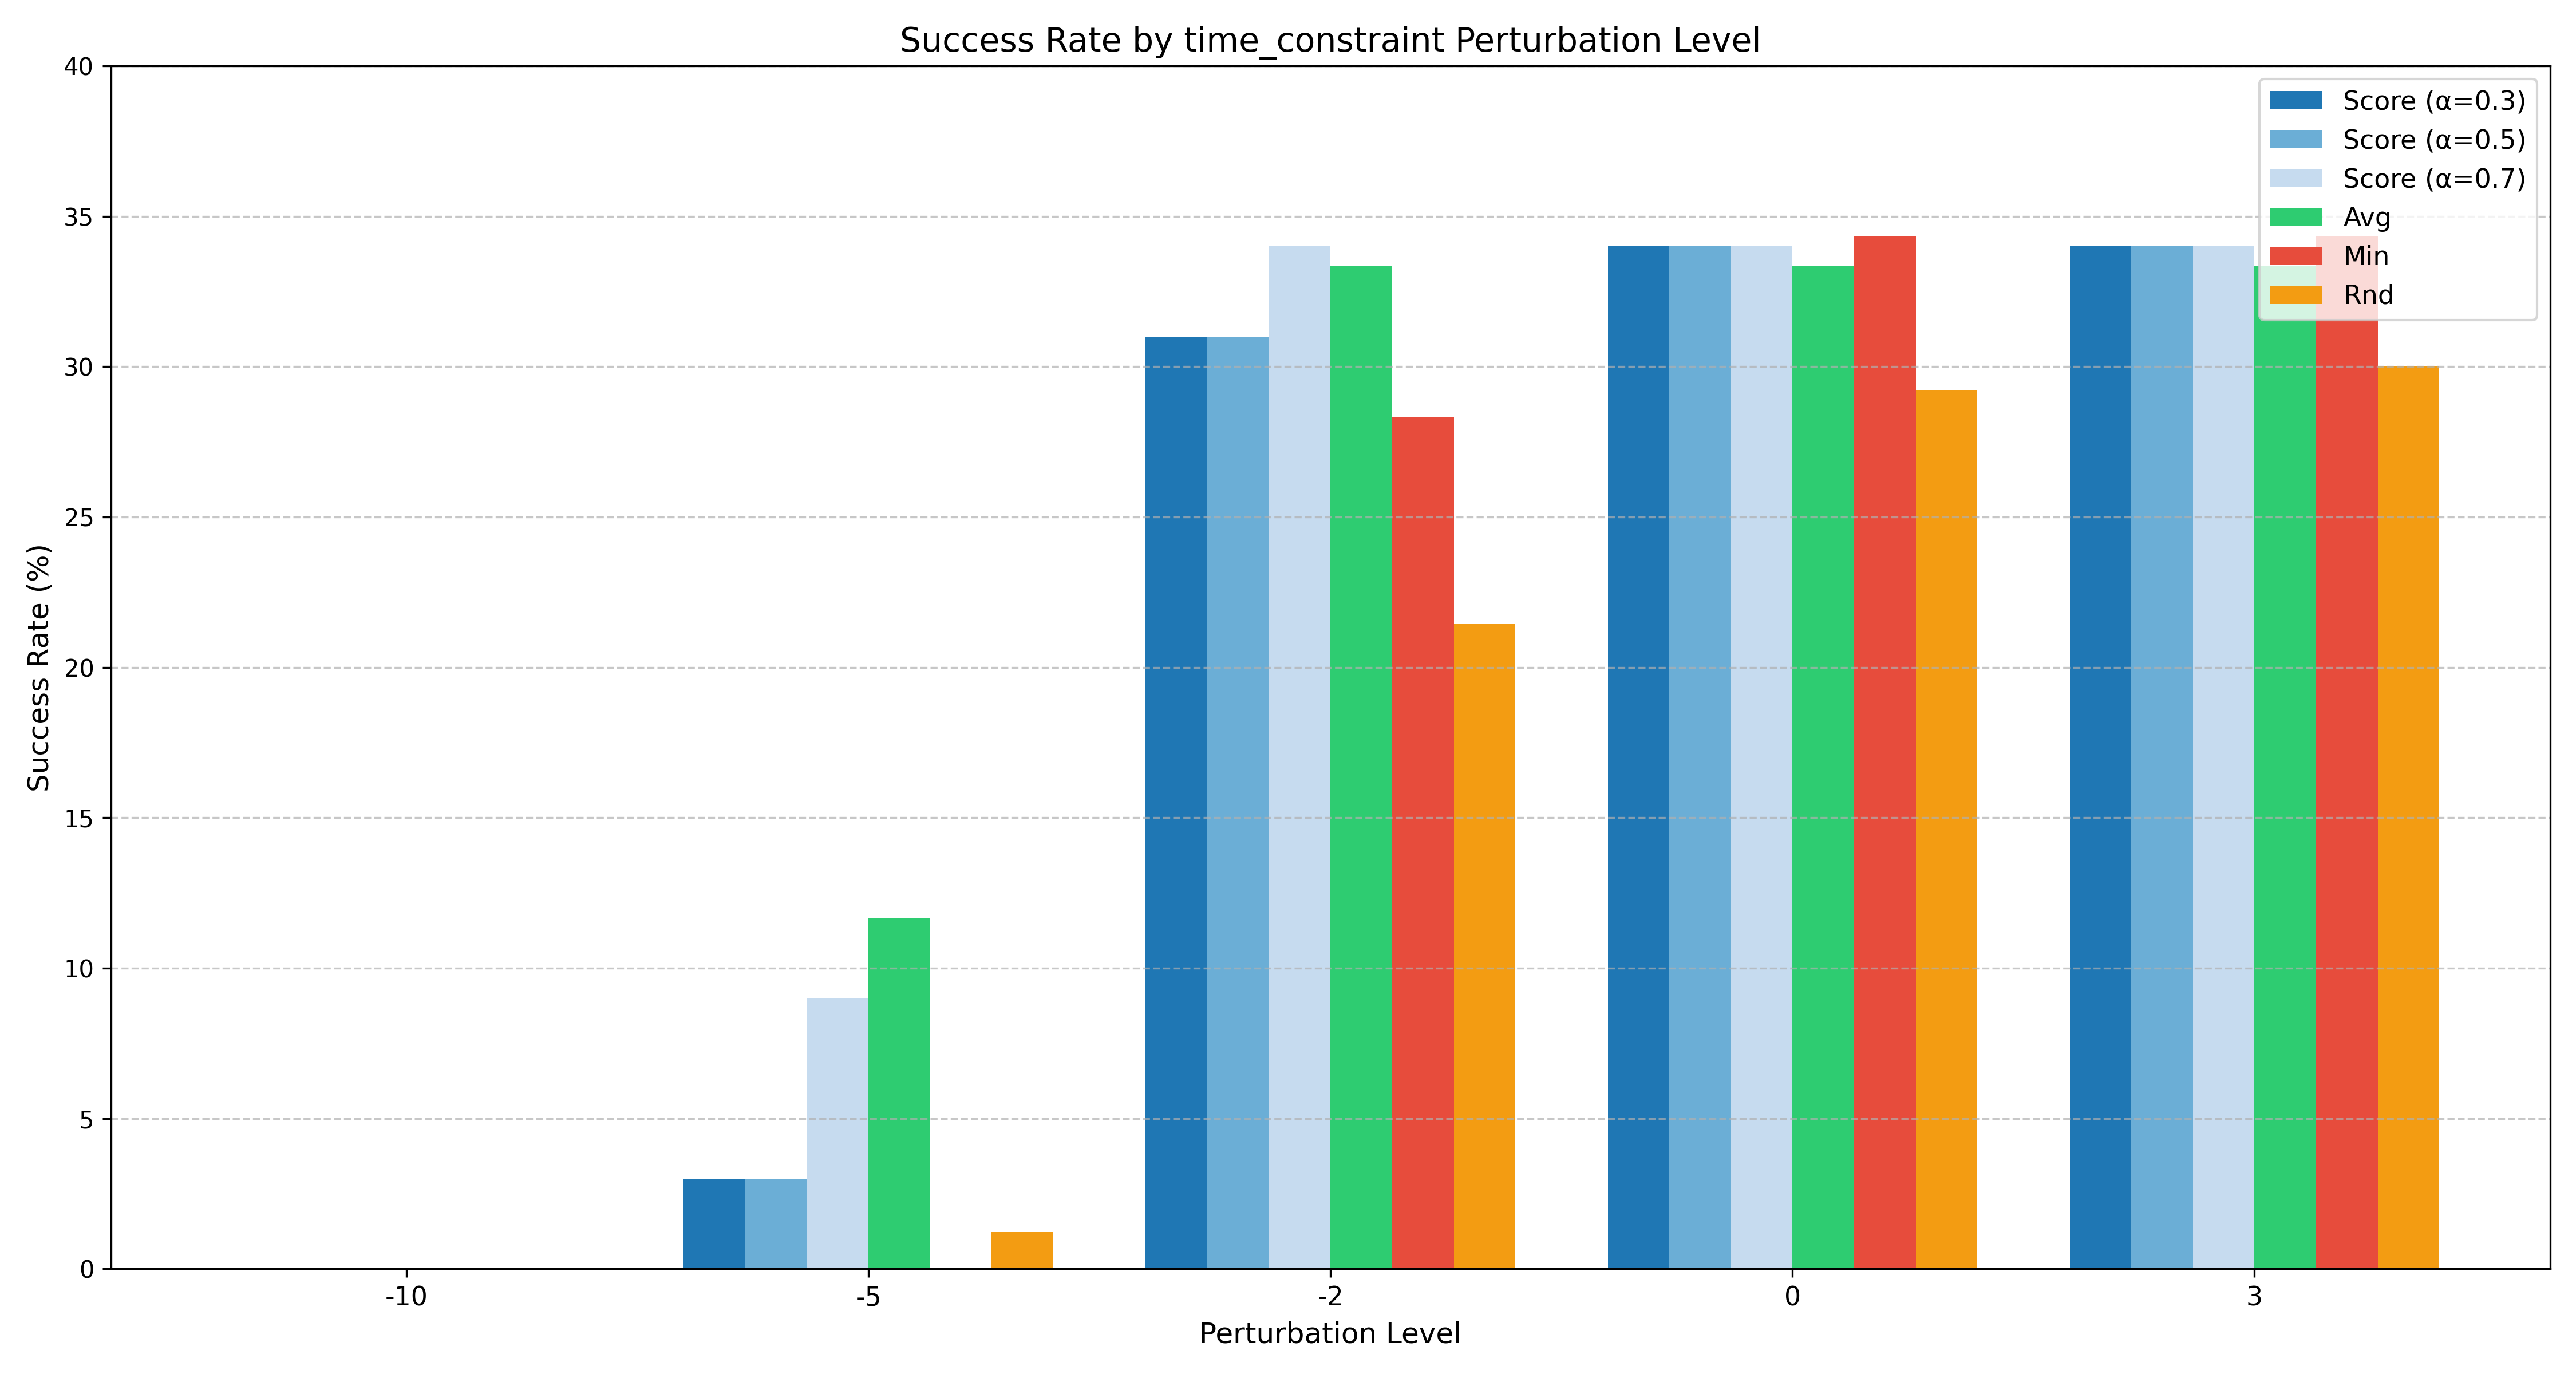 Success Rate by time_constraint Perturbation Level
40
35
30
25
20
15
10
5
0
Success Rate (%)
Score (α=0.3)
Score (α=0.5)
Score (α=0.7)
Avg
Min
Rnd
-10
-5
-2
0
3
Perturbation Level